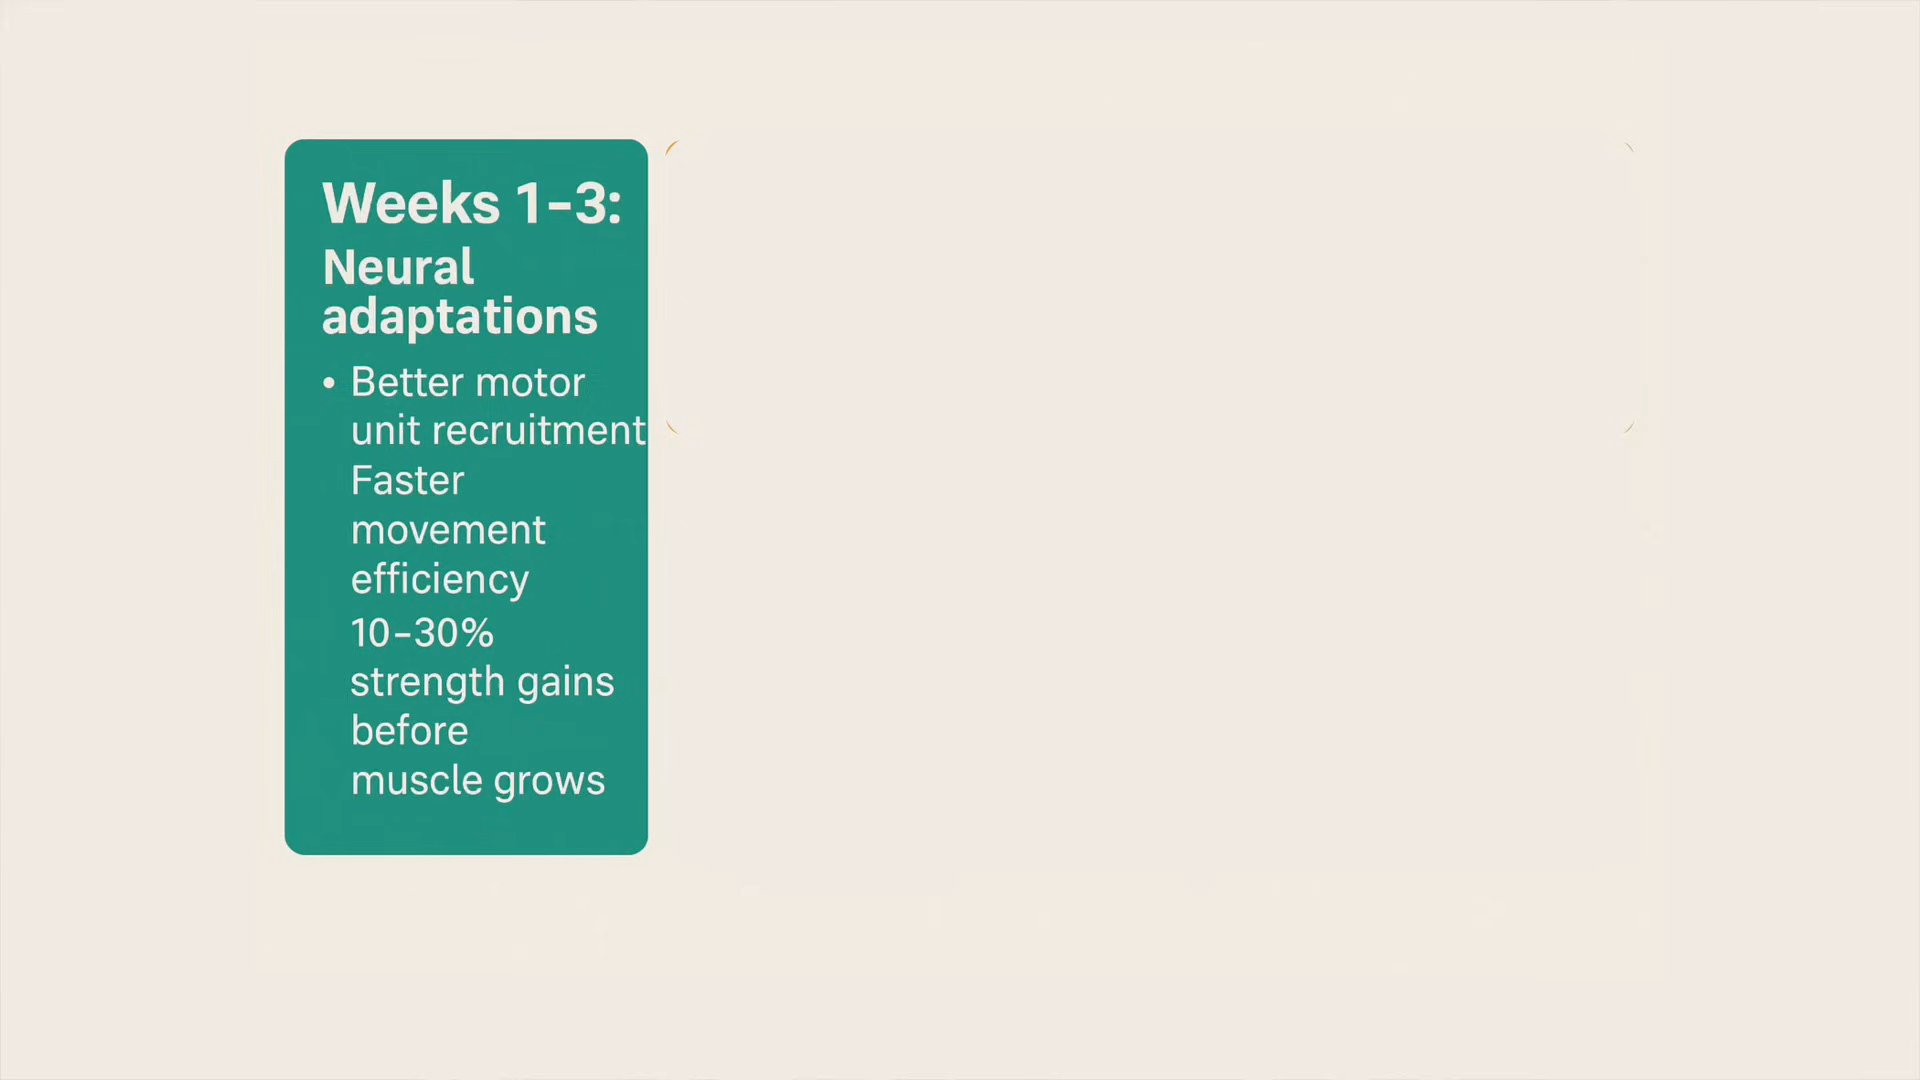 Weeks 1-3:
Neural
adaptations
• Better motor
unit recruitment
Faster
movement
efficiency
10-30%
strength gains
before
muscle grows